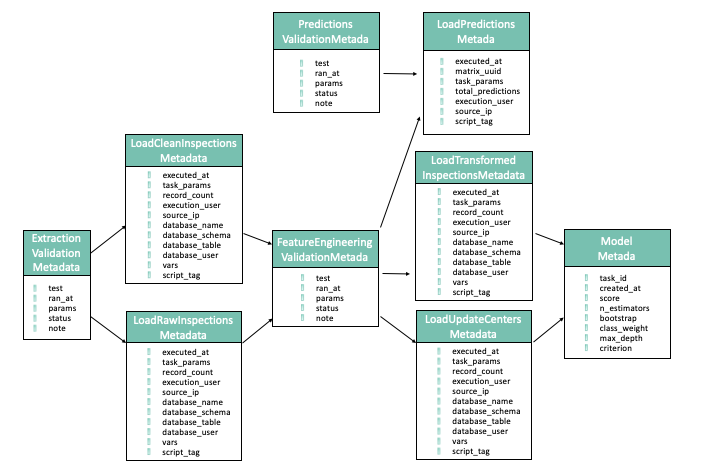 Predictions
ValidationMetada
test
ran_at
params
status
note
LoadPredictions
Metada
executed_at
matrix_uuid
task_params
total_predictions
execution_user
source_ip
script_tag
LoadCleanInspections
Metadata
executed_at
task_params
record_count
execution_user
source_ip
database_name
database_schema
database_table
database_user
vars
script_tag
LoadTransformed
InspectionsMetadata
executed_at
task_params
record_count
execution_user
source_ip
database_name
database_schema
database_table
database_user
vars
script_tag
Extraction
Validation
Metadata
test
ran_at
params
status
note
FeatureEngineering
ValidationMetada
test
ran_at
params
status
note
Model
Metada
task_id
created_at
score
n_estimators
bootstrap
class_weight
max_depth
criterion
LoadRawInspections
Metadata
executed_at
task_params
record_count
execution_user
source_ip
database_name
database_schema
database_table
database_user
vars
script_tag
LoadUpdateCenters
Metadata
executed_at
task_params
record_count
execution_user
source_ip
database_name
database_schema
database_table
database_user
vars
script_tag